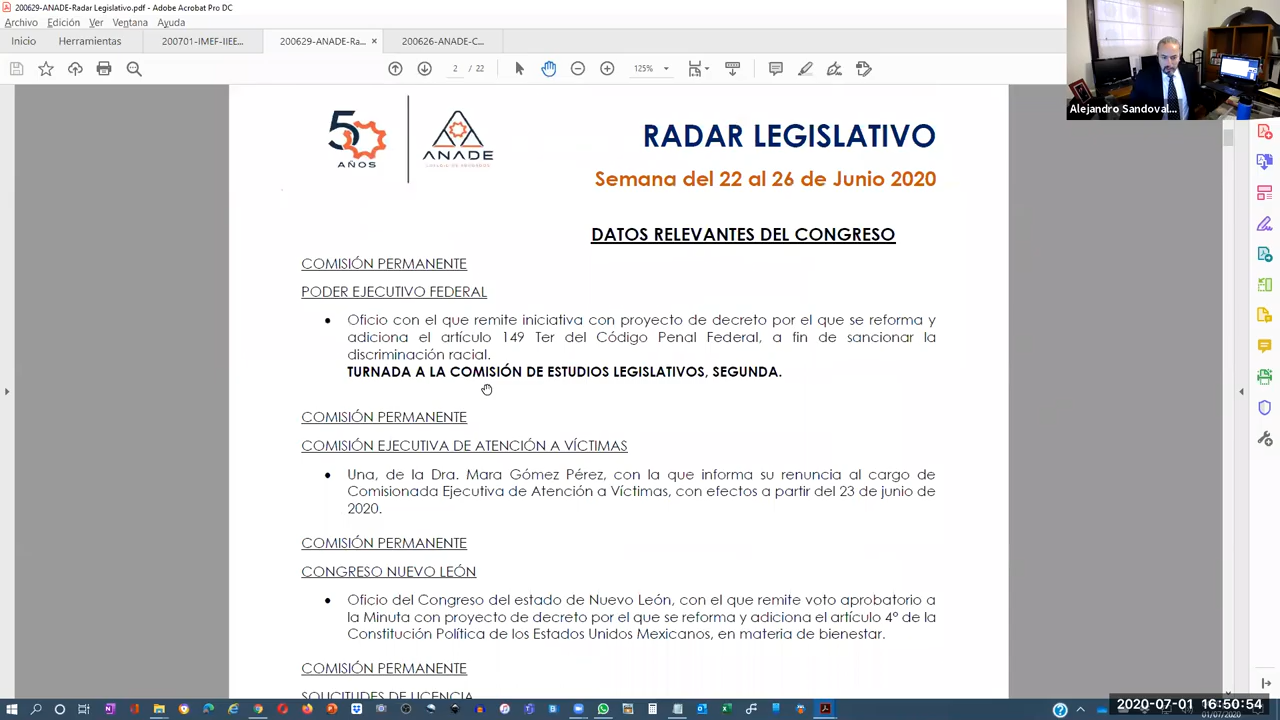 200629-ANADE-Radar Legislativo.pdf - Adobe Acrobat Pro DC
Archivo Edición Ver Ventana Ayuda
Inicio Herramientas 200701-IMEF-IIEE... 200629-ANADE-Ra... × 200526-ANADE-C...
2 / 22 125%
Alejandro Sandoval...
50 AÑOS ANADE
RADAR LEGISLATIVO
Semana del 22 al 26 de Junio 2020
DATOS RELEVANTES DEL CONGRESO
COMISIÓN PERMANENTE
PODER EJECUTIVO FEDERAL
• Oficio con el que remite iniciativa con proyecto de decreto por el que se reforma y
adiciona el artículo 149 Ter del Código Penal Federal, a fin de sancionar la
discriminación racial.
TURNADA A LA COMISIÓN DE ESTUDIOS LEGISLATIVOS, SEGUNDA.
COMISIÓN PERMANENTE
COMISIÓN EJECUTIVA DE ATENCIÓN A VÍCTIMAS
• Una, de la Dra. Mara Gómez Pérez, con la que informa su renuncia al cargo de
Comisionada Ejecutiva de Atención a Víctimas, con efectos a partir del 23 de junio de
2020.
COMISIÓN PERMANENTE
CONGRESO NUEVO LEÓN
• Oficio del Congreso del estado de Nuevo León, con el que remite voto aprobatorio a
la Minuta con proyecto de decreto por el que se reforma y adiciona el artículo 4° de la
Constitución Política de los Estados Unidos Mexicanos, en materia de bienestar.
COMISIÓN PERMANENTE
SOLICITUDES DE LICENCIA
2020-07-01 16:50:54
01/07/2020